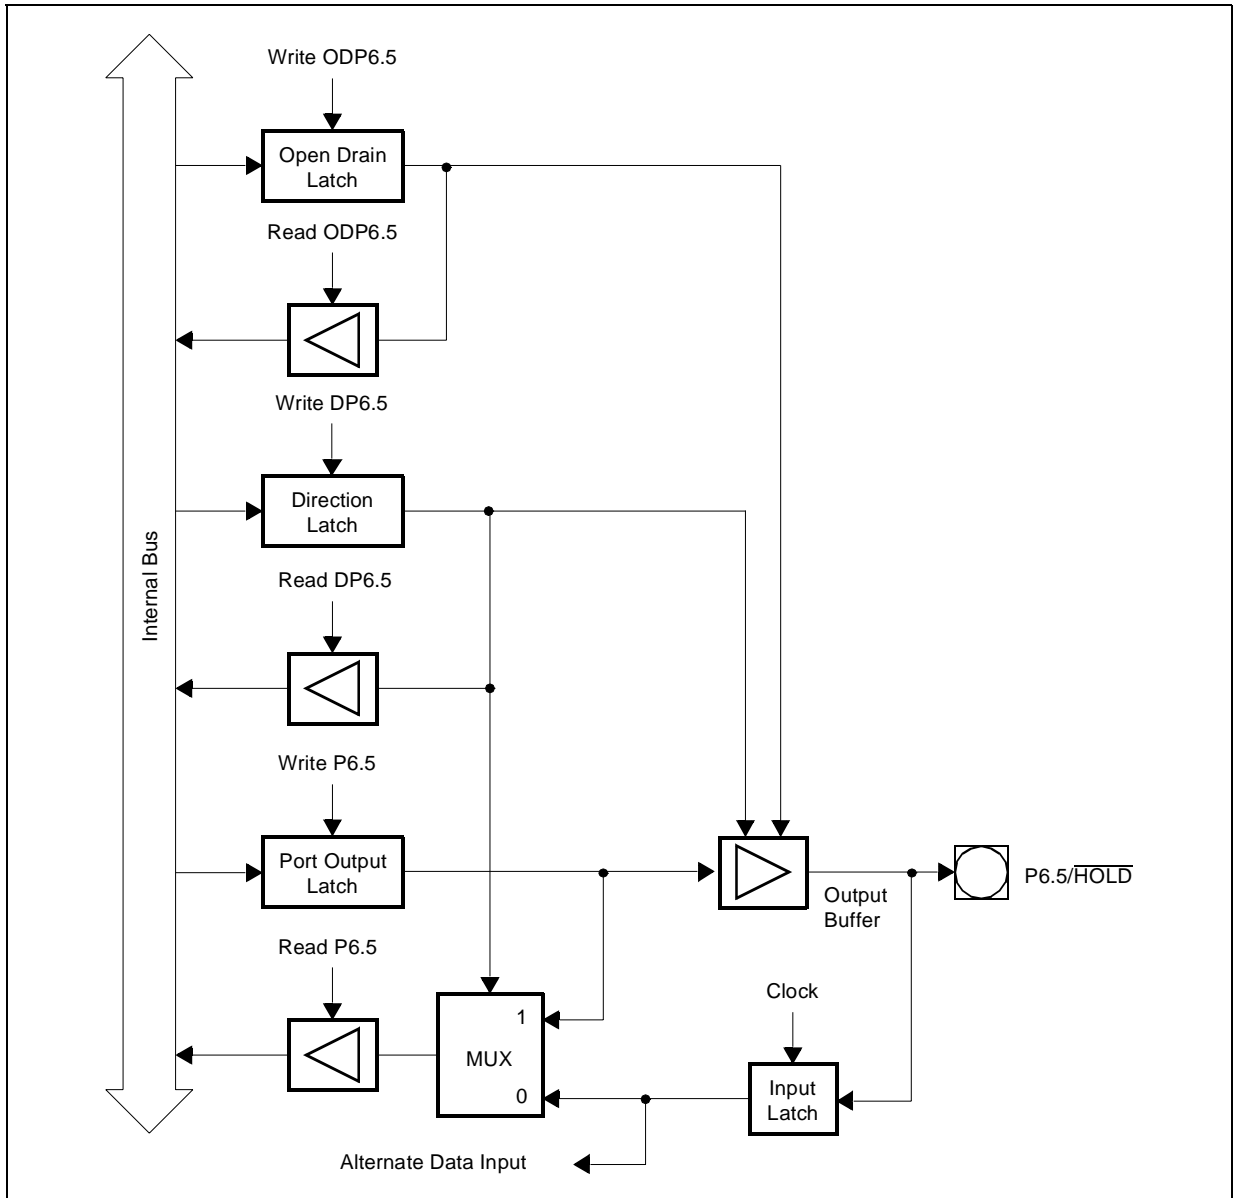 Write ODP6.5
Open Drain
Latch
Read ODP6.5
Write DP6.5
Direction
Latch
Internal Bus
Read DP6.5
Write P6.5
Port Output
Latch
Output
Buffer
P6.5/HOLD
Read P6.5
Clock
1
MUX
0
Input
Latch
Alternate Data Input